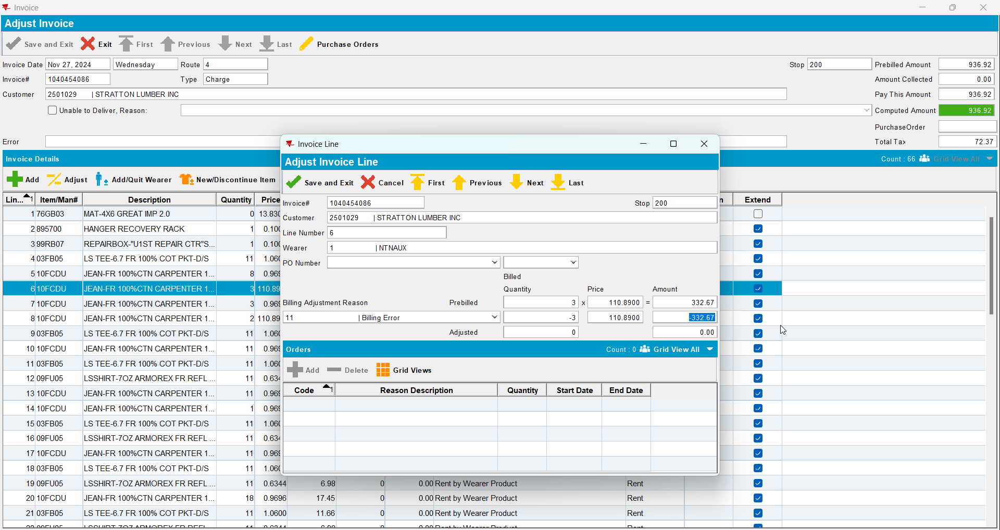 Invoice
Adjust Invoice
Save and Exit Exit First Previous Next Last Purchase Orders
Invoice Date Nov 27, 2024 Wednesday Route 4 Stop 200 Prebilled Amount 936.92
Invoice# 1040454086 Type Charge Amount Collected 0.00
Customer 2501029 | STRATTON LUMBER INC Pay This Amount 936.92
Unable to Deliver, Reason: Computed Amount 936.92
PurchaseOrder
Error Total Tax 72.37
Invoice Details Count : 66 Grid View All
Add Adjust Add/Quit Wearer New/Discontinue Item
Lin... 1 Item/Man# Description Quantity Price n Extend
1 76GB03 MAT-4X6 GREAT IMP 2.0 0 13.830
2 895700 HANGER RECOVERY RACK 1 0.100
3 99RB07 REPAIRBOX-"U1ST REPAIR CTR"S... 1 0.100
4 03FB05 LS TEE-6.7 FR 100% COT PKT-D/S 11 1.060
5 10FCDU JEAN-FR 100%CTN CARPENTER 1... 8 0.969
6 10FCDU JEAN-FR 100%CTN CARPENTER 1... 3 110.89
7 10FCDU JEAN-FR 100%CTN CARPENTER 1... 3 0.969
8 10FCDU JEAN-FR 100%CTN CARPENTER 1... 2 110.89
9 03FB05 LS TEE-6.7 FR 100% COT PKT-D/S 11 1.060
10 10FCDU JEAN-FR 100%CTN CARPENTER 1... 11 0.969
11 03FB05 LS TEE-6.7 FR 100% COT PKT-D/S 11 1.060
12 09FU05 LSSHIRT-7OZ ARMOREX FR REFL ... 11 0.634
13 10FCDU JEAN-FR 100%CTN CARPENTER 1... 11 0.969
14 10FCDU JEAN-FR 100%CTN CARPENTER 1... 1 0.969
15 03FB05 LS TEE-6.7 FR 100% COT PKT-D/S 11 1.060
16 09FU05 LSSHIRT-7OZ ARMOREX FR REFL ... 11 0.634
17 10FCDU JEAN-FR 100%CTN CARPENTER 1... 11 0.969
18 03FB05 LS TEE-6.7 FR 100% COT PKT-D/S 11 1.060
19 09FU05 LSSHIRT-7OZ ARMOREX FR REFL ... 11 0.6344 6.98 0 0.00 Rent by Wearer Product Rent
20 10FCDU JEAN-FR 100%CTN CARPENTER 1... 18 0.9696 17.45 0 0.00 Rent by Wearer Product Rent
21 03FB05 LS TEE-6.7 FR 100% COT PKT-D/S 11 1.0600 11.66 0 0.00 Rent by Wearer Product Rent
Invoice Line
Adjust Invoice Line
Save and Exit Cancel First Previous Next Last
Invoice# 1040454086 Stop 200
Customer 2501029 | STRATTON LUMBER INC
Line Number 6
Wearer 1 | NTNAUX
PO Number
Billed
Quantity Price Amount
Billing Adjustment Reason Prebilled 3 x 110.8900 = 332.67
11 | Billing Error -3 110.8900 -332.67
Adjusted 0 0.00
Orders Count : 0 Grid View All
Add Delete Grid Views
Code 1 Reason Description Quantity Start Date End Date